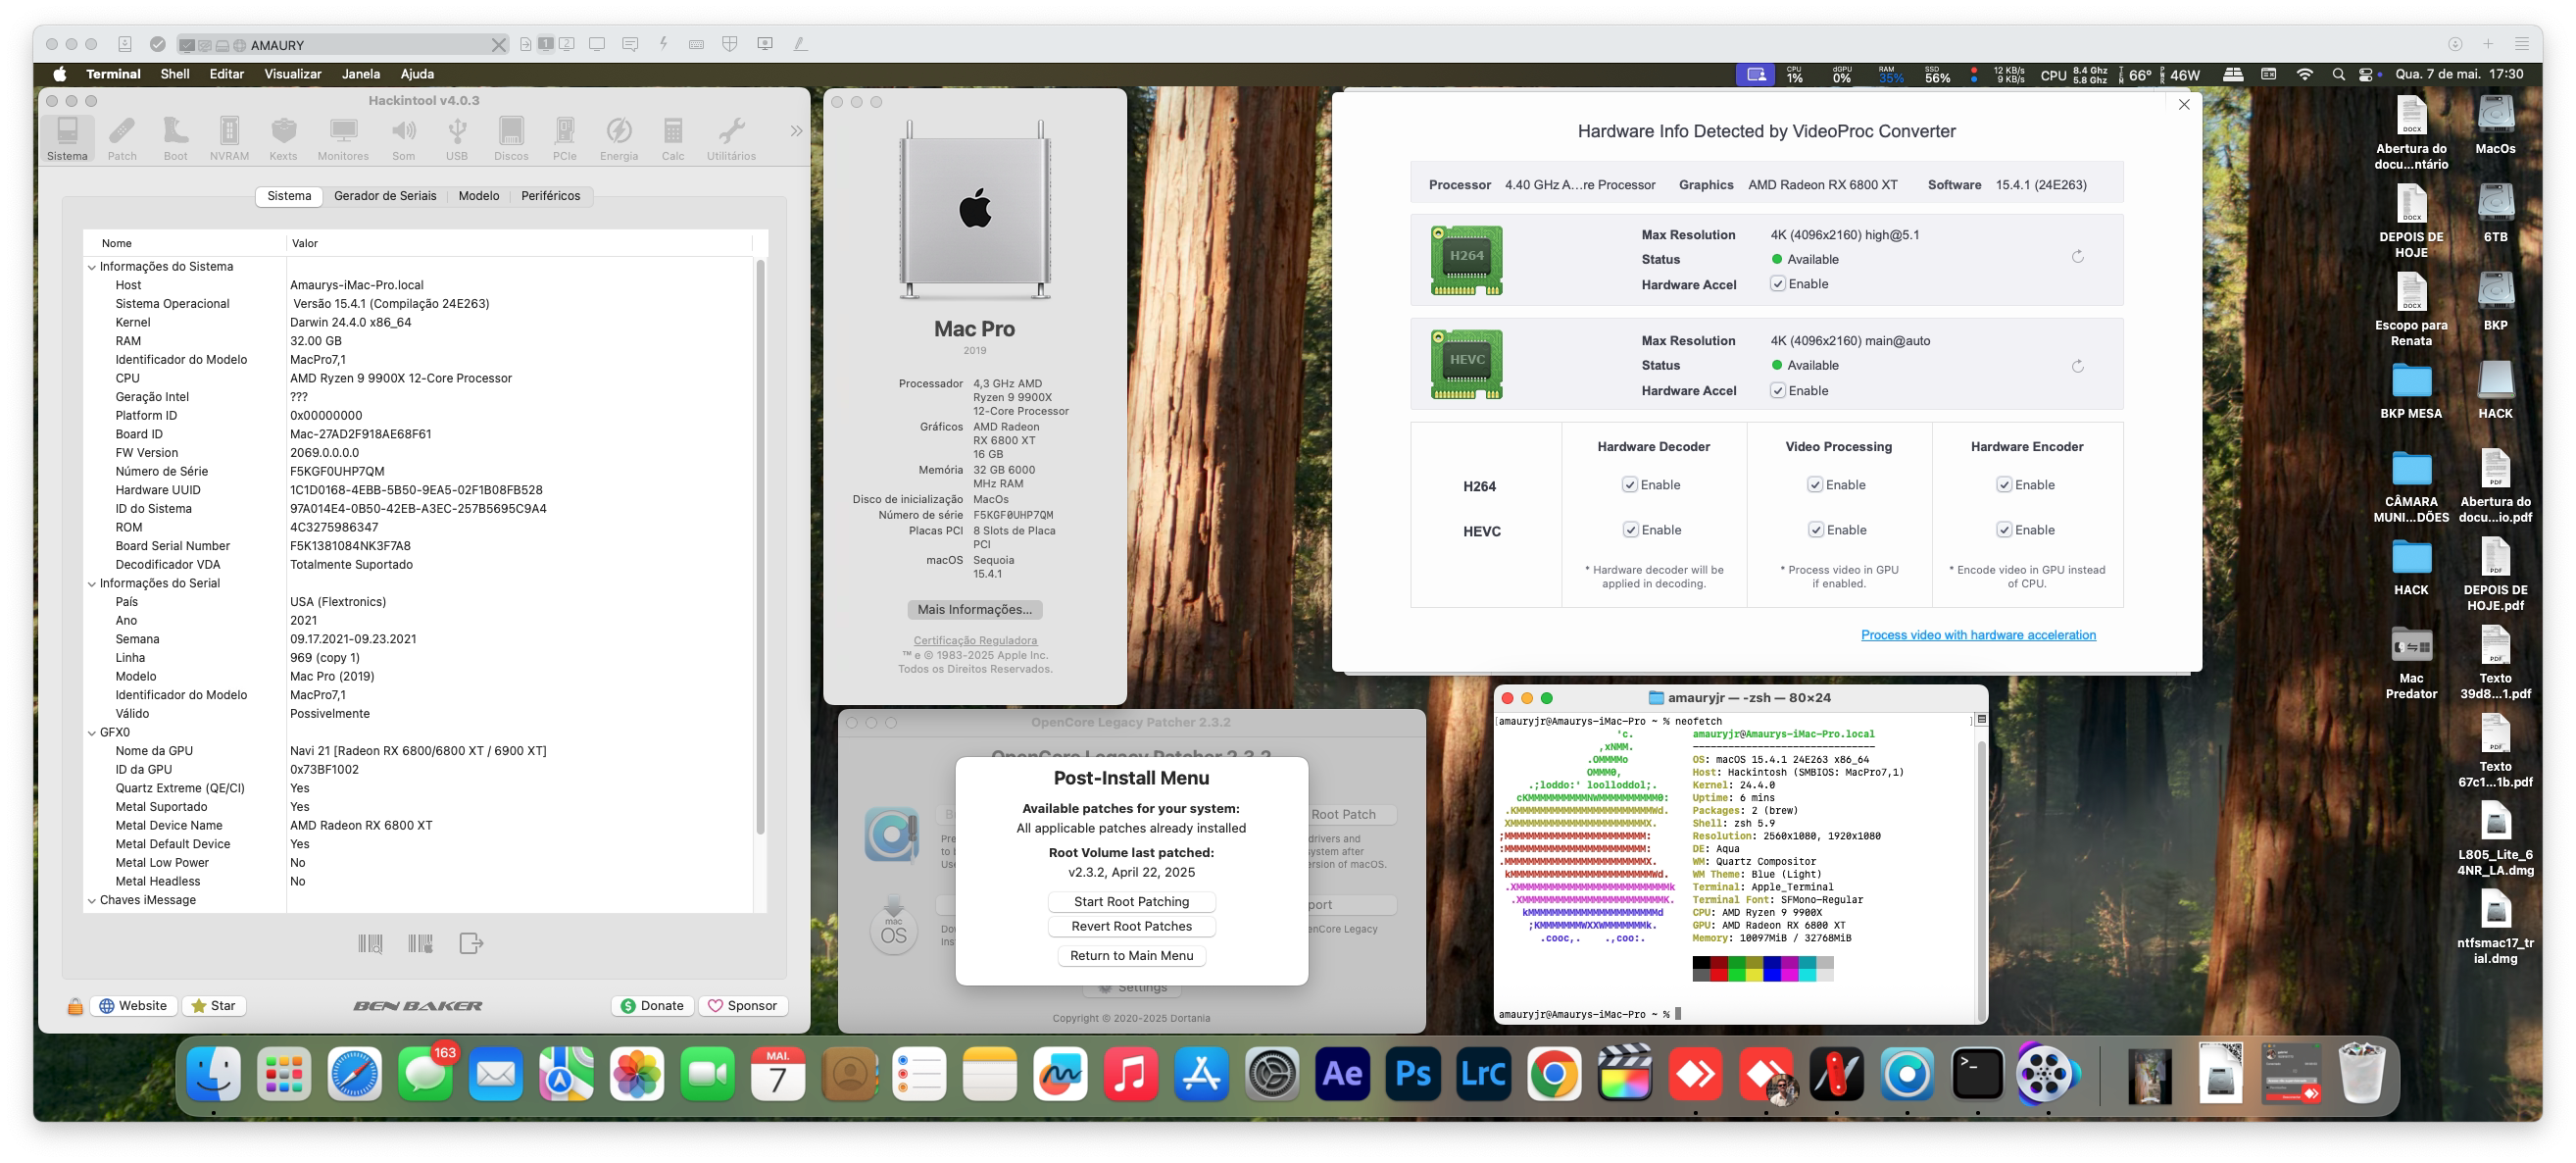 AMAURY
Terminal Shell Editar Visualizar Janela Ajuda
CPU 1% dGPU 0% RAM 35% SSD 56% 12 KB/s 9 KB/s CPU 8.4 Ghz 5.8 Ghz 66° 46W Qua. 7 de mai. 17:30
Hackintool v4.0.3
Sistema Patch Boot NVRAM Kexts Monitores Som USB Discos PCIe Energia Calc Utilitários
Sistema Gerador de Seriais Modelo Periféricos
Nome Valor
Informações do Sistema
Host Amaurys-iMac-Pro.local
Sistema Operacional Versão 15.4.1 (Compilação 24E263)
Kernel Darwin 24.4.0 x86_64
RAM 32.00 GB
Identificador do Modelo MacPro7,1
CPU AMD Ryzen 9 9900X 12-Core Processor
Geração Intel ???
Platform ID 0x00000000
Board ID Mac-27AD2F918AE68F61
FW Version 2069.0.0.0.0
Número de Série F5KGF0UHP7QM
Hardware UUID 1C1D0168-4EBB-5B50-9EA5-02F1B08FB528
ID do Sistema 97A014E4-0B50-42EB-A3EC-257B5695C9A4
ROM 4C3275986347
Board Serial Number F5K1381084NK3F7A8
Decodificador VDA Totalmente Suportado
Informações do Serial
País USA (Flextronics)
Ano 2021
Semana 09.17.2021-09.23.2021
Linha 969 (copy 1)
Modelo Mac Pro (2019)
Identificador do Modelo MacPro7,1
Válido Possivelmente
GFX0
Nome da GPU Navi 21 [Radeon RX 6800/6800 XT / 6900 XT]
ID da GPU 0x73BF1002
Quartz Extreme (QE/CI) Yes
Metal Suportado Yes
Metal Device Name AMD Radeon RX 6800 XT
Metal Default Device Yes
Metal Low Power No
Metal Headless No
Chaves iMessage
Website Star BEN BAKER Donate Sponsor
Mac Pro
2019
Processador 4,3 GHz AMD
Ryzen 9 9900X
12-Core Processor
Gráficos AMD Radeon
RX 6800 XT
16 GB
Memória 32 GB 6000
MHz RAM
Disco de inicialização MacOs
Número de série F5KGF0UHP7QM
Placas PCI 8 Slots de Placa
PCI
macOS Sequoia
15.4.1
Mais Informações...
Certificação Reguladora
™ e © 1983-2025 Apple Inc.
Todos os Direitos Reservados.
OpenCore Legacy Patcher 2.3.2
OpenCore Legacy Patcher 2.3.2
Post-Install Menu
Available patches for your system:
All applicable patches already installed
Root Volume last patched:
v2.3.2, April 22, 2025
Start Root Patching
Revert Root Patches
Return to Main Menu
Root Patch
drivers and
system after
version of macOS.
Settings
Copyright © 2020-2025 Dortania
mac
OS
Hardware Info Detected by VideoProc Converter
Processor 4.40 GHz A...re Processor Graphics AMD Radeon RX 6800 XT Software 15.4.1 (24E263)
H264
Max Resolution 4K (4096x2160) high@5.1
Status Available
Hardware Accel Enable
HEVC
Max Resolution 4K (4096x2160) main@auto
Status Available
Hardware Accel Enable
Hardware Decoder Video Processing Hardware Encoder
H264 Enable Enable Enable
HEVC Enable Enable Enable
* Hardware decoder will be * Process video in GPU * Encode video in GPU instead
applied in decoding. if enabled. of CPU.
Process video with hardware acceleration
amauryjr — -zsh — 80×24
amauryjr@Amaurys-iMac-Pro ~ % neofetch
amauryjr@Amaurys-iMac-Pro.local
-------------------------------
OS: macOS 15.4.1 24E263 x86_64
Host: Hackintosh (SMBIOS: MacPro7,1)
Kernel: 24.4.0
Uptime: 6 mins
Packages: 2 (brew)
Shell: zsh 5.9
Resolution: 2560x1080, 1920x1080
DE: Aqua
WM: Quartz Compositor
WM Theme: Blue (Light)
Terminal: Apple_Terminal
Terminal Font: SFMono-Regular
CPU: AMD Ryzen 9 9900X
GPU: AMD Radeon RX 6800 XT
Memory: 10097MiB / 32768MiB
amauryjr@Amaurys-iMac-Pro ~ %
Abertura do
docu...ntário
MacOs
DEPOIS DE
HOJE
6TB
Escopo para
Renata
BKP
BKP MESA
HACK
CÂMARA
MUNI...DÕES
Abertura do
docu...io.pdf
HACK
DEPOIS DE
HOJE.pdf
Mac
Predator
Texto
39d8...1.pdf
Texto
67c1...1b.pdf
L805_Lite_6
4NR_LA.dmg
ntfsmac17_tr
ial.dmg
163
MAI.
7
Ae Ps LrC